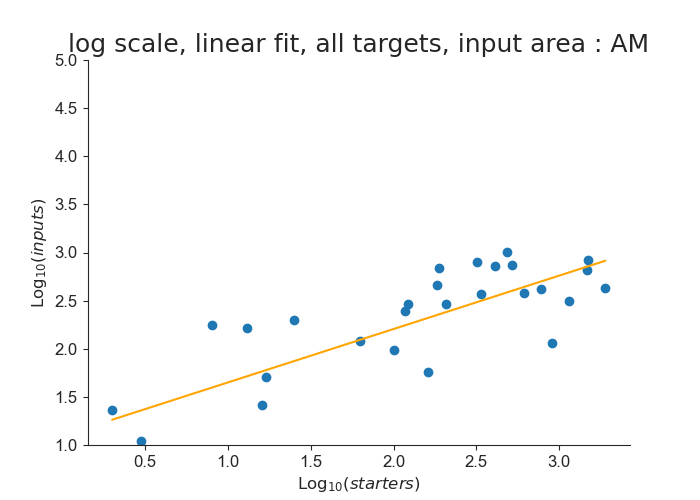 log scale, linear fit, all targets, input area : AM
5.0
4.5
4.0
3.5
3.0
2.5
2.0
1.5
1.0
Log₁₀(inputs)
0.5 1.0 1.5 2.0 2.5 3.0
Log₁₀(starters)